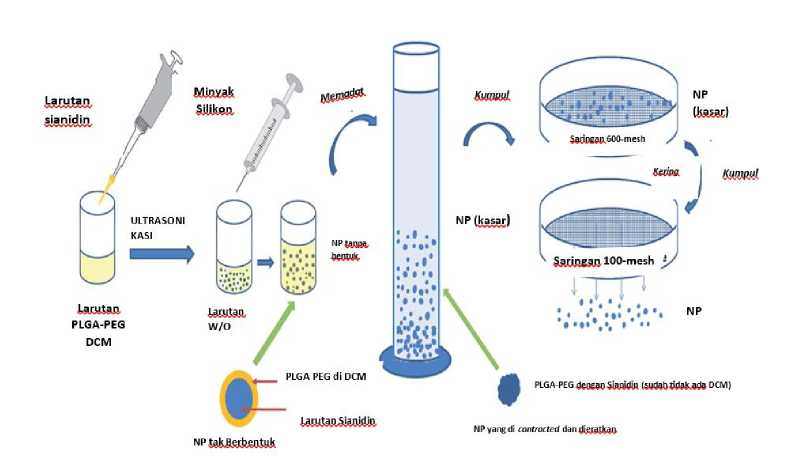 Larutan
sianidin
Minyak
Silikon
Memadat
Kumpul
NP
(kasar)
Saringan 600-mesh
Kering
Kumpul
ULTRASONI
KASI
NP tanpa
bentuk
NP (kasar)
Saringan 100-mesh
Larutan
PLGA-PEG
DCM
Larutan
W/O
NP
PLGA PEG di DCM
PLGA-PEG dengan Sianidin (sudah tidak ada DCM)
Larutan Sianidin
NP yang di contracted dan dieratkan
NP tak Berbentuk